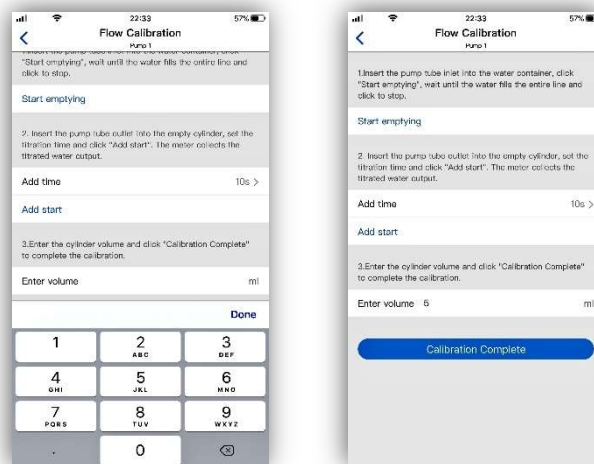 22:33
57%
Flow Calibration
Pump 1
"Start emptying", wait until the water fills the entire line and
click to stop.
Start emptying
2. Insert the pump tube outlet into the empty cylinder, set the
titration time and click "Add start". The meter collects the
titrated water output.
Add time 10s >
Add start
3.Enter the cylinder volume and click "Calibration Complete"
to complete the calibration.
Enter volume ml
Done
1
2 ABC
3 DEF
4 GHI
5 JKL
6 MNO
7 PQRS
8 TUV
9 WXYZ
.
0
22:33
57%
Flow Calibration
Pump 1
1.Insert the pump tube inlet into the water container, click
"Start emptying", wait until the water fills the entire line and
click to stop.
Start emptying
2 Insert the pump tube outlet into the empty cylinder, set the
titration time and click "Add start". The meter collects the
titrated water output.
Add time 10s >
Add start
3.Enter the cylinder volume and click "Calibration Complete"
to complete the calibration.
Enter volume 6 ml
Calibration Complete